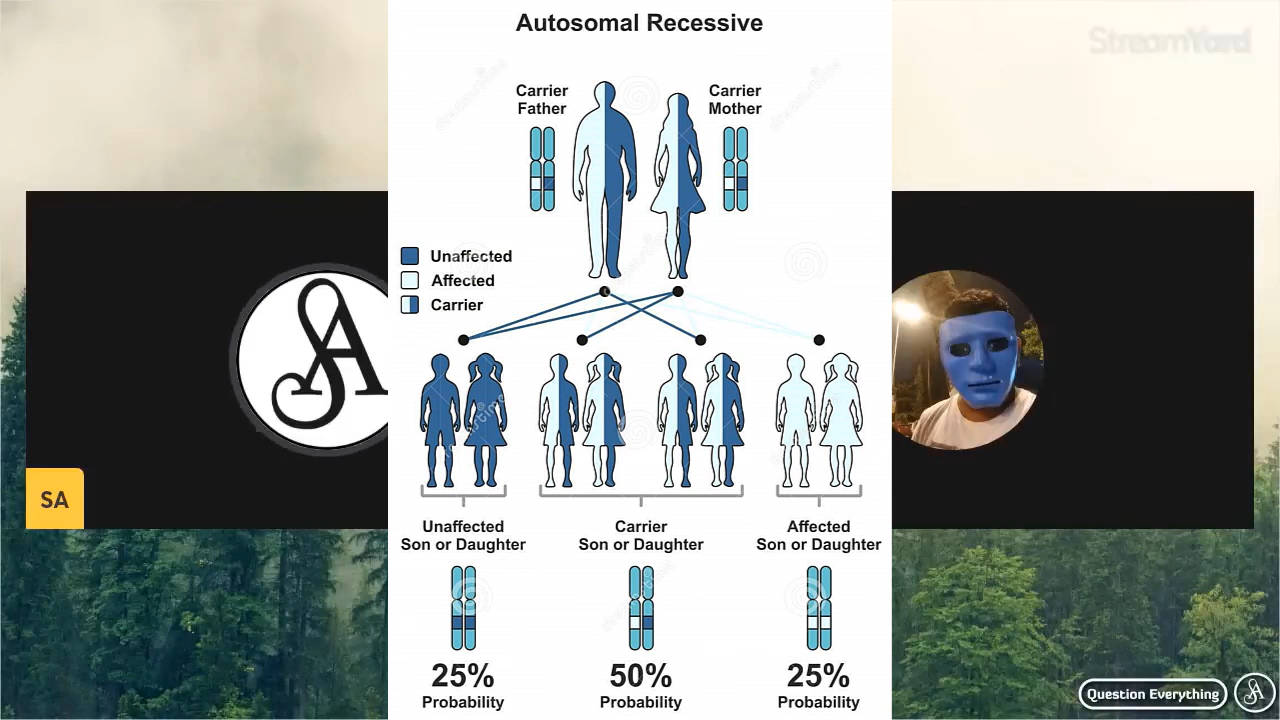 Autosomal Recessive
StreamYard
Carrier
Father
Carrier
Mother
Unaffected
Affected
Carrier
SA
SA
Unaffected
Son or Daughter
Carrier
Son or Daughter
Affected
Son or Daughter
25%
Probability
50%
Probability
25%
Probability
Question Everything